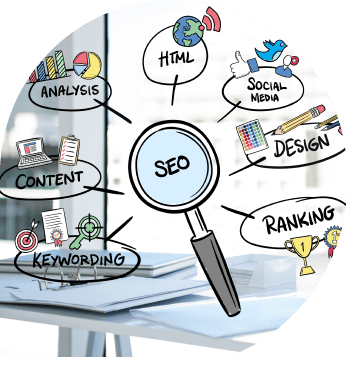 HTML
ANALYSIS
SOCIAL
MEDIA
SEO
DESIGN
CONTENT
RANKING
KEYWORDING